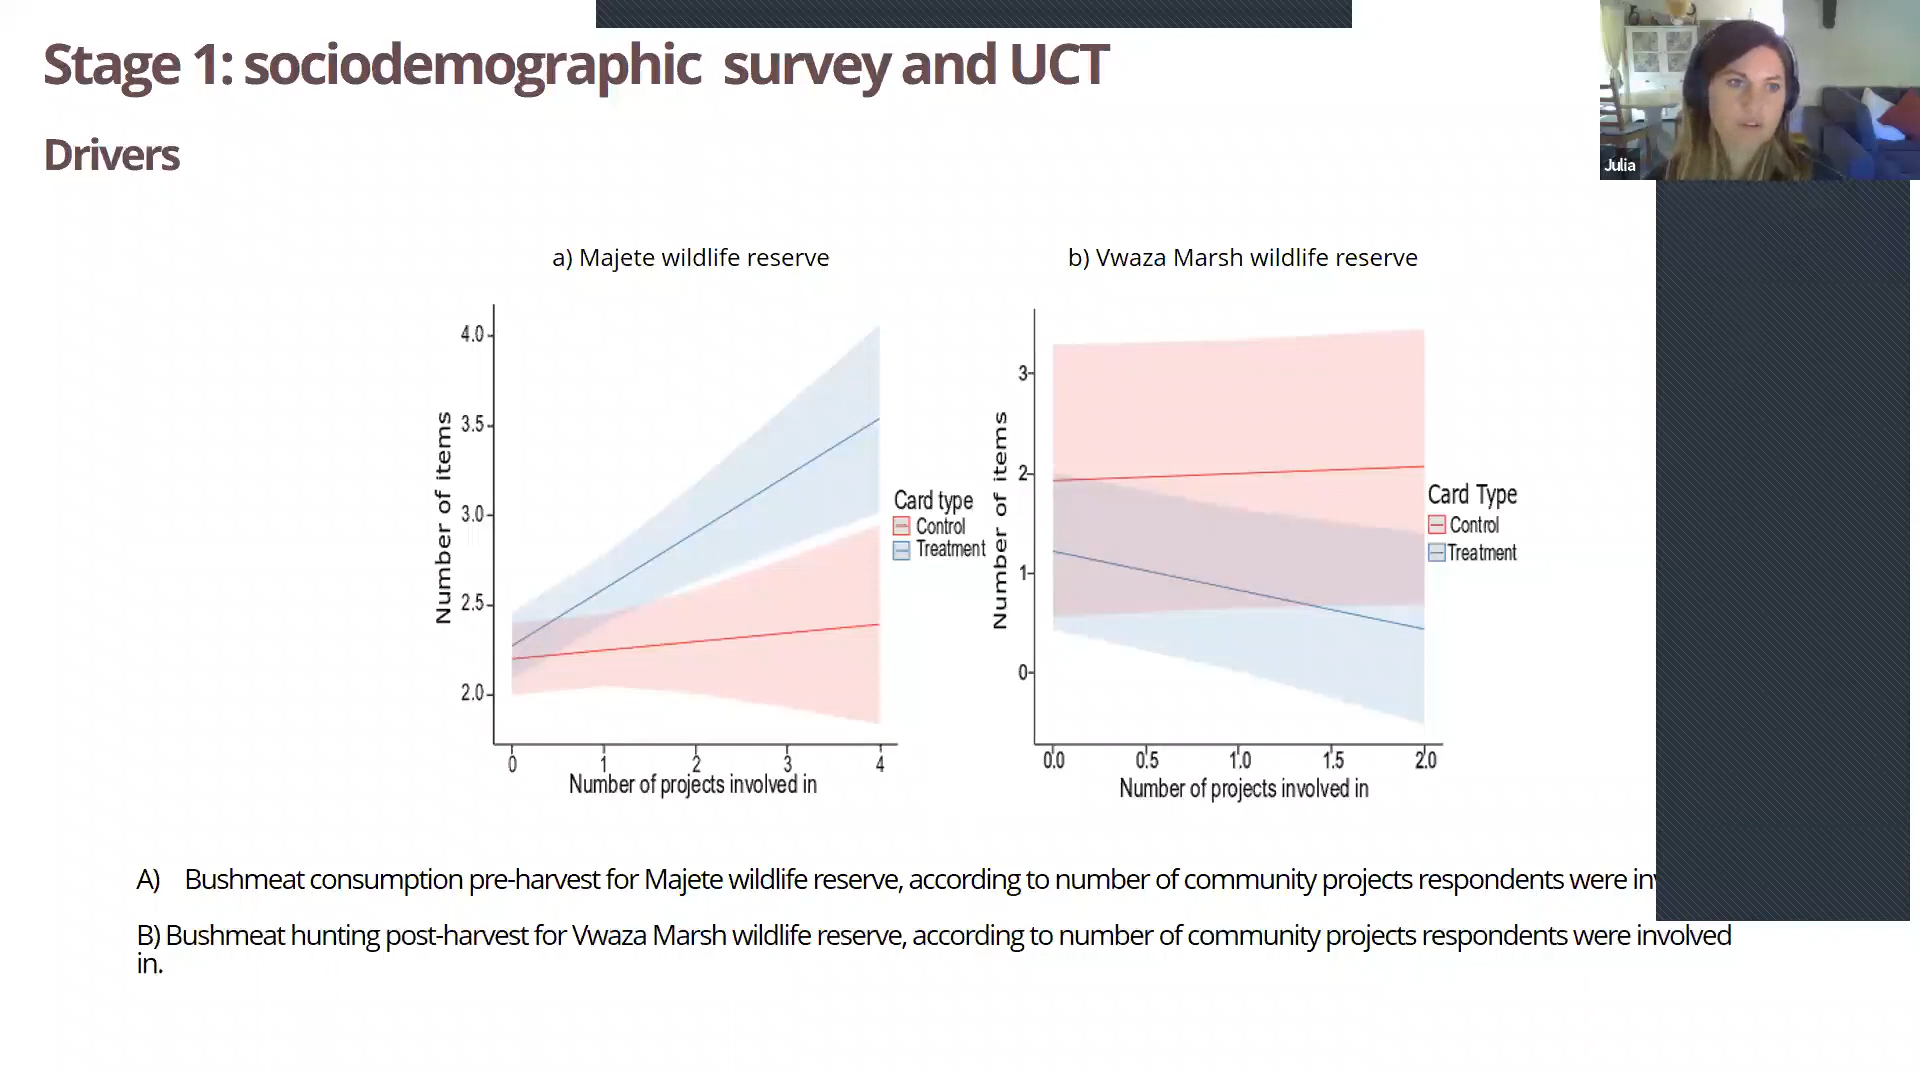 Stage 1: sociodemographic survey and UCT
Drivers
Julia
a) Majete wildlife reserve
4.0
3.5
3.0
2.5
2.0
Number of items
0 1 2 3 4
Number of projects involved in
Card type
Control
Treatment
b) Vwaza Marsh wildlife reserve
3
2
1
0
Number of items
0.0 0.5 1.0 1.5 2.0
Number of projects involved in
Card Type
Control
Treatment
A) Bushmeat consumption pre-harvest for Majete wildlife reserve, according to number of community projects respondents were
B) Bushmeat hunting post-harvest for Vwaza Marsh wildlife reserve, according to number of community projects respondents were involved
in.